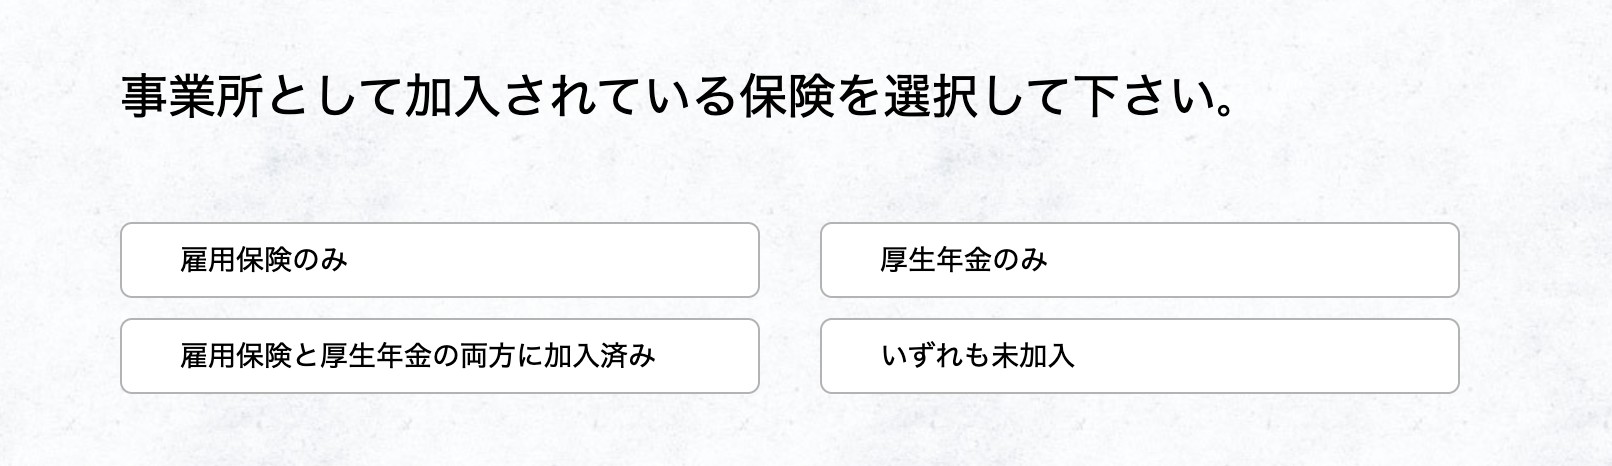 事業所として加入されている保険を選択して下さい。
雇用保険のみ
厚生年金のみ
雇用保険と厚生年金の両方に加入済み
いずれも未加入